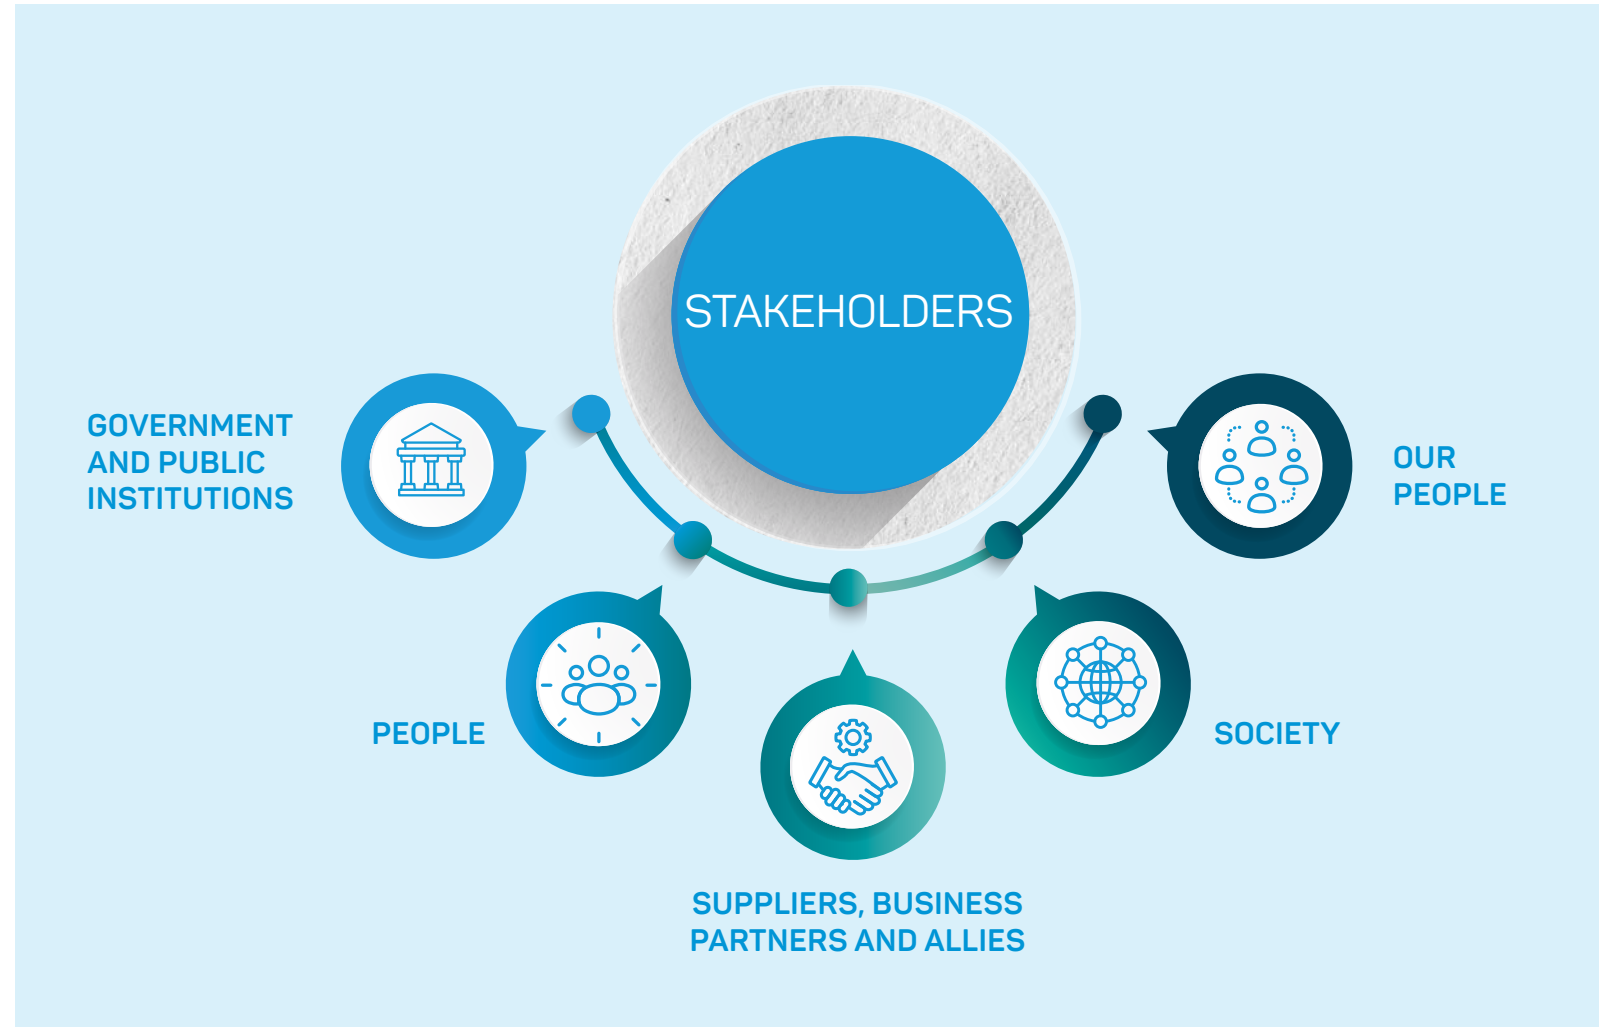 STAKEHOLDERS
GOVERNMENT
AND PUBLIC
INSTITUTIONS
OUR
PEOPLE
PEOPLE
SOCIETY
SUPPLIERS, BUSINESS
PARTNERS AND ALLIES